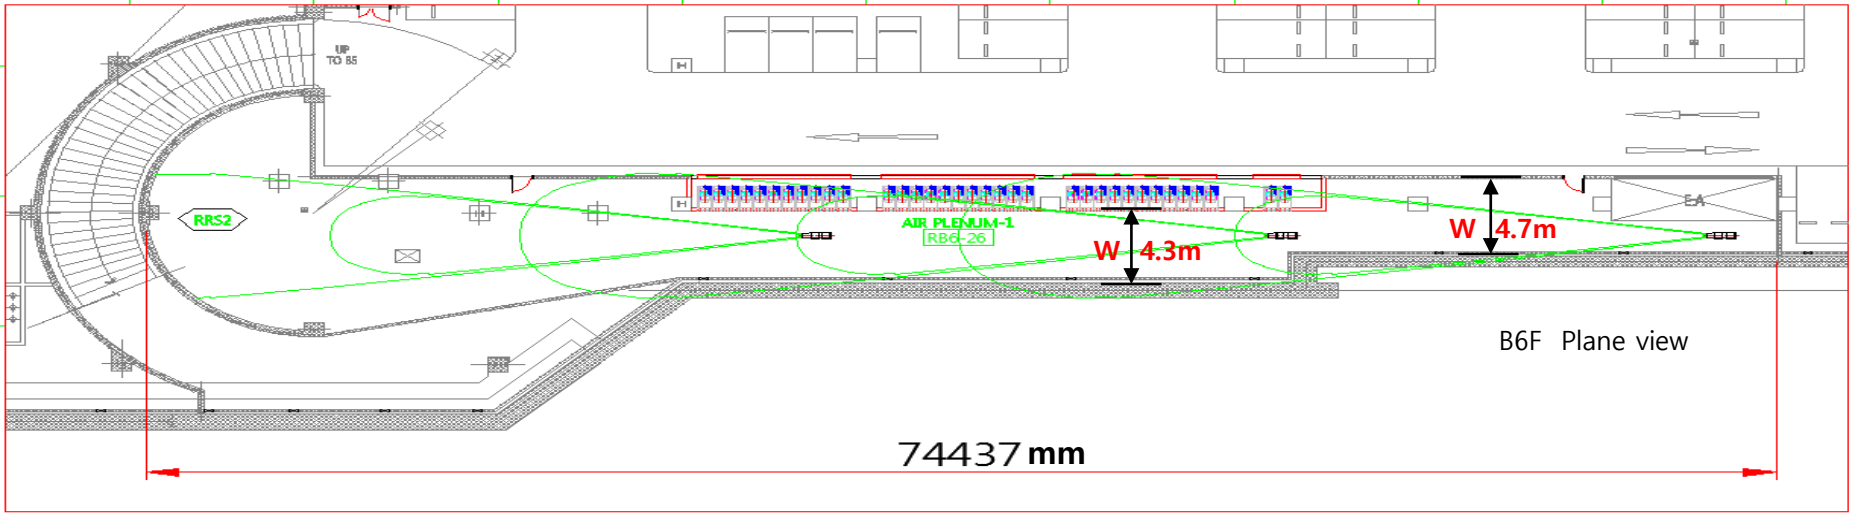 UP
TO B5
H
RRS2
H
AIR PLENUM-1
RB6-26
W 4.3m
W 4.7m
EA
B6F Plane view
74437 mm